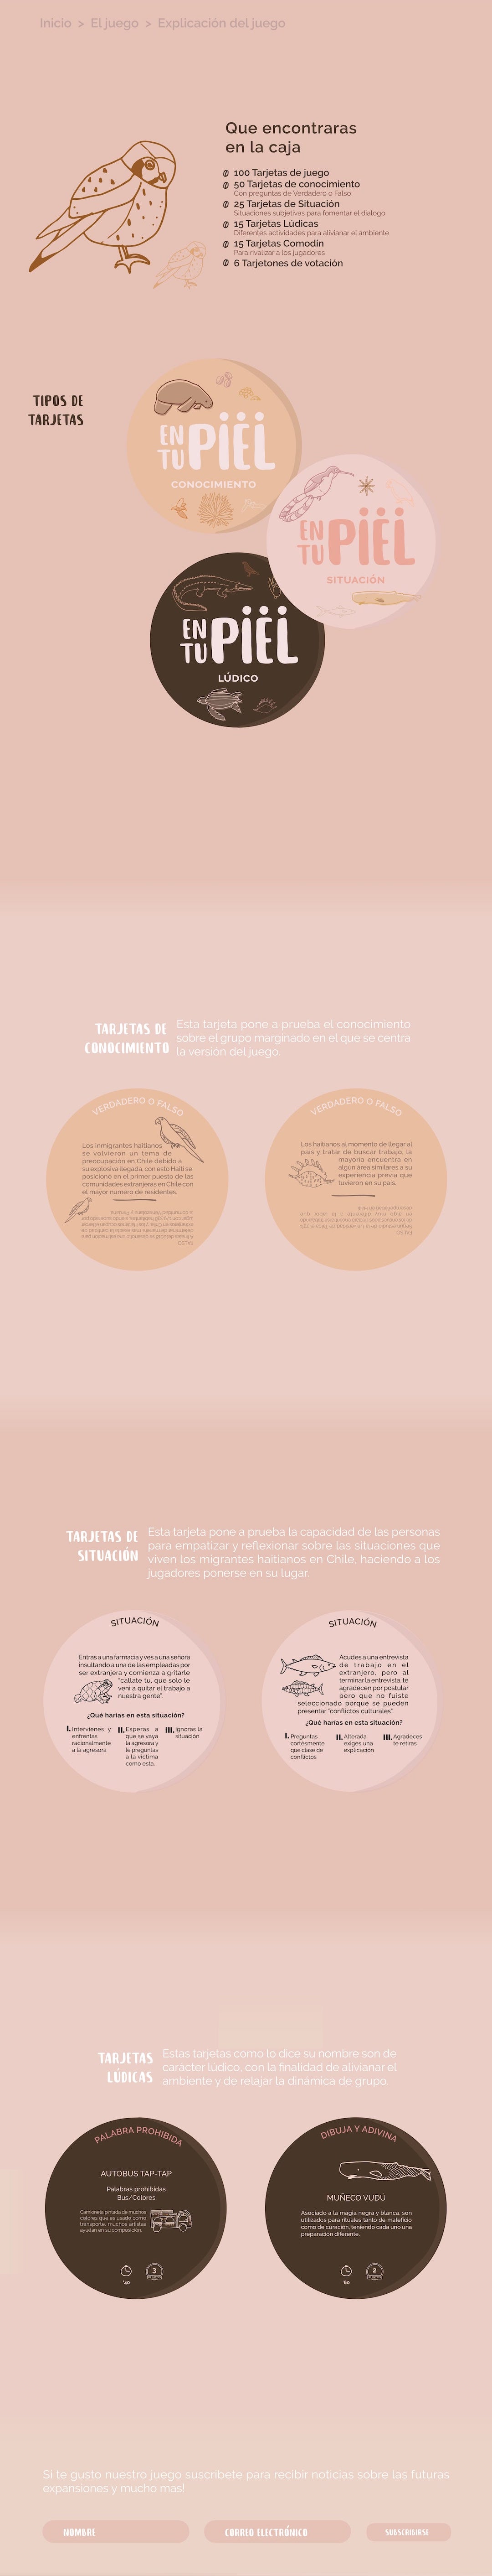 Inicio > El juego > Explicación del juego
Que encontraras
en la caja
100 Tarjetas de juego
50 Tarjetas de conocimiento
Con preguntas de Verdadero o Falso
25 Tarjetas de Situación
Situaciones subjetivas para fomentar el dialogo
15 Tarjetas Lúdicas
Diferentes actividades para alivianar el ambiente
15 Tarjetas Comodín
Para rivalizar a los jugadores
6 Tarjetones de votación
TIPOS DE
TARJETAS
EN
TU PIEL
CONOCIMIENTO
EN
TU PIEL
SITUACIÓN
EN
TU PIEL
LÚDICO
TARJETAS DE
CONOCIMIENTO
Esta tarjeta pone a prueba el conocimiento
sobre el grupo marginado en el que se centra
la versión del juego.
VERDADERO O FALSO
Los inmigrantes haitianos
se volvieron un tema de
preocupación en Chile debido a
su explosiva llegada, con esto Haití se
posicionó en el primer puesto de las
comunidades extranjeras en Chile con
el mayor numero de residentes.
FALSO
VERDADERO O FALSO
Los haitianos al momento de llegar al
país y tratar de buscar trabajo, la
mayoría encuentra en
algún área similares a su
experiencia previa que
tuvieron en su país.
FALSO
TARJETAS DE
SITUACIÓN
Esta tarjeta pone a prueba la capacidad de las personas
para empatizar y reflexionar sobre las situaciones que
viven los migrantes haitianos en Chile, haciendo a los
jugadores ponerse en su lugar.
SITUACIÓN
Entras a una farmacia y ves a una señora
insultando a una de las empleadas por
ser extranjera y comienza a gritarle
"callate tu, que solo le
vení a quitar el trabajo a
nuestra gente".
¿Qué harías en esta situación?
I. Intervienes y
enfrentas
racionalmente
a la agresora
II. Esperas a
que se vaya
la agresora y
le preguntas
a la víctima
como esta.
III. Ignoras la
situación
SITUACIÓN
Acudes a una entrevista
de trabajo en el
extranjero, pero al
terminar la entrevista, te
agradecen por postular
pero que no fuiste
seleccionado porque se pueden
presentar "conflictos culturales".
¿Qué harías en esta situación?
I. Preguntas
cortésmente
que clase de
conflictos
II. Alterada
exiges una
explicación
III. Agradeces
te retiras
TARJETAS
LÚDICAS
Estas tarjetas como lo dice su nombre son de
carácter lúdico, con la finalidad de alivianar el
ambiente y de relajar la dinámica de grupo.
PALABRA PROHIBIDA
AUTOBUS TAP-TAP
Palabras prohibidas
Bus/Colores
Camioneta pintada de muchos
colores que es usado como
transporte, muchos artistas
ayudan en su composición.
'40
3
DIBUJA Y ADIVINA
MUÑECO VUDÚ
Asociado a la magia negra y blanca, son
utilizados para rituales tanto de maleficio
como de curación, teniendo cada uno una
preparación diferente.
'60
2
Si te gusto nuestro juego suscribete para recibir noticias sobre las futuras
expansiones y mucho mas!
NOMBRE
CORREO ELECTRÓNICO
SUBSCRIBIRSE